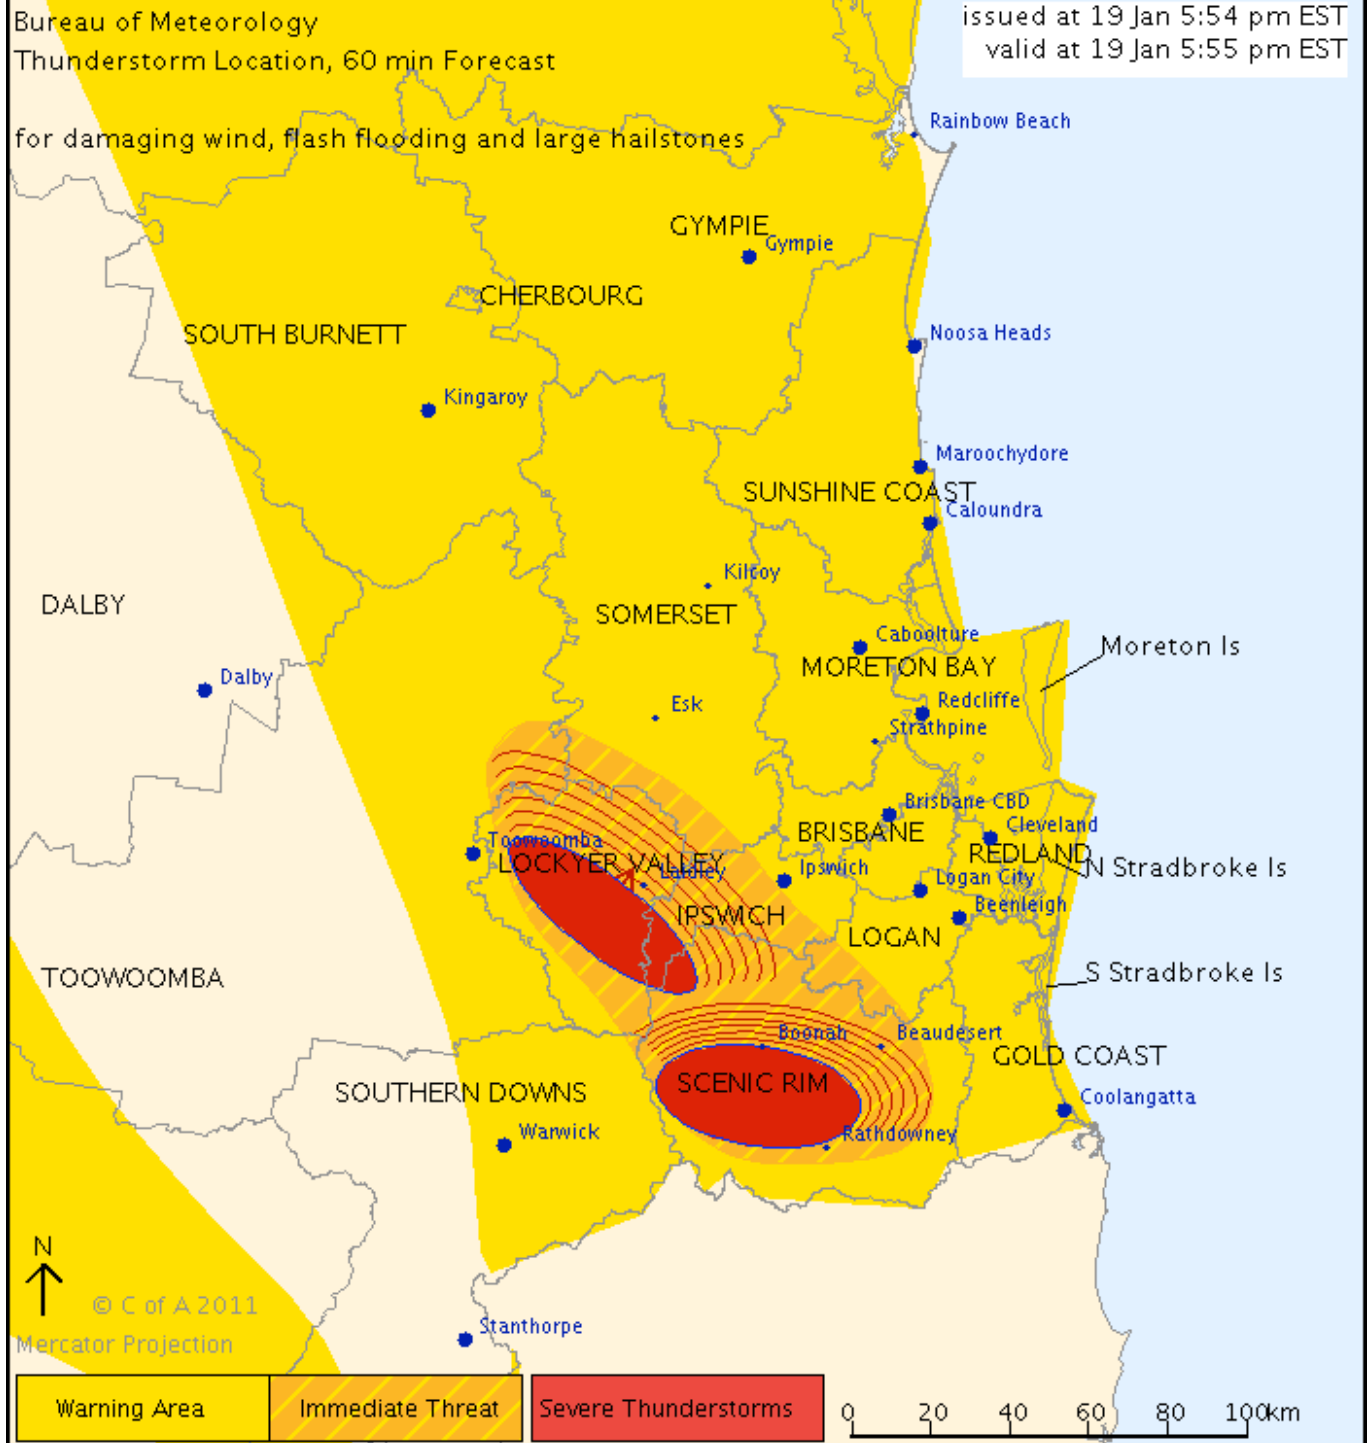 Bureau of Meteorology
issued at 19 Jan 5:54 pm EST
valid at 19 Jan 5:55 pm EST
Thunderstorm Location, 60 min Forecast
for damaging wind, flash flooding and large hailstones
Rainbow Beach
GYMPIE
Gympie
CHERBOURG
SOUTH BURNETT
Noosa Heads
Kingaroy
Maroochydore
SUNSHINE COAST
Caloundra
Kilcoy
DALBY
SOMERSET
Caboolture
Moreton Is
MORETON BAY
Dalby
Esk
Redcliffe
Strathpine
Brisbane CBD
Cleveland
BRISBANE
Toowoomba
REDLAND
LOCKYER VALLEY
Laidley
Ipswich
N Stradbroke Is
Logan City
Beenleigh
IPSWICH
LOGAN
TOOWOOMBA
S Stradbroke Is
Boonah
Beaudesert
GOLD COAST
SCENIC RIM
SOUTHERN DOWNS
Coolangatta
Warwick
Rathdowney
N
© C of A 2011
Stanthorpe
Mercator Projection
Warning Area
Immediate Threat
Severe Thunderstorms
0 20 40 60 80 100km